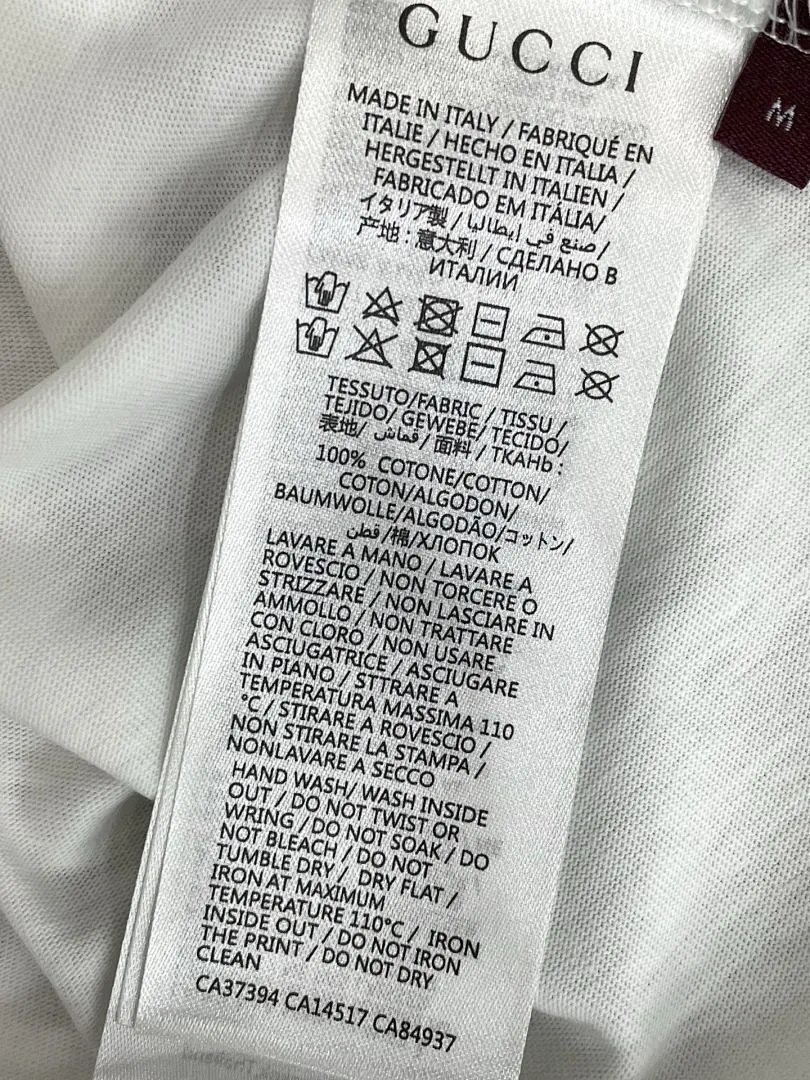 GUCCI
M
MADE IN ITALY / FABRIQUÉ EN
ITALIE / HECHO EN ITALIA /
HERGESTELLT IN ITALIEN /
FABRICADO EM ITÁLIA/
イタリア製 / صنع في إيطاليا /
产地 : 意大利 / СДЕЛАНО В
ИТАЛИИ
TESSUTO/FABRIC / TISSU /
TEJIDO/ GEWEBE/ TECIDO/
表地/ قماش / 面料 / ТКАНЬ :
100% COTONE/COTTON/
COTON/ALGODON/
BAUMWOLLE/ALGODÃO/コットン/
قطن /棉/ХЛОПОК
LAVARE A MANO / LAVARE A
ROVESCIO / NON TORCERE O
STRIZZARE / NON LASCIARE IN
AMMOLLO / NON TRATTARE
CON CLORO / NON USARE
ASCIUGATRICE / ASCIUGARE
IN PIANO / STTRARE A
TEMPERATURA MASSIMA 110
°C / STIRARE A ROVESCIO /
NON STIRARE LA STAMPA /
NONLAVARE A SECCO
HAND WASH/ WASH INSIDE
OUT / DO NOT TWIST OR
WRING / DO NOT SOAK / DO
NOT BLEACH / DO NOT
TUMBLE DRY / DRY FLAT /
IRON AT MAXIMUM
TEMPERATURE 110°C / IRON
INSIDE OUT / DO NOT IRON
THE PRINT / DO NOT DRY
CLEAN
CA37394 CA14517 CA84937